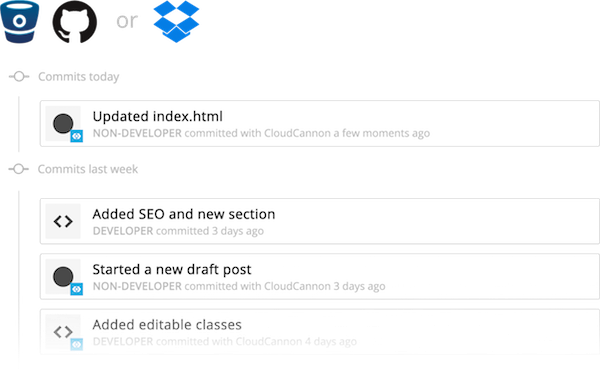 or
Commits today
Updated index.html
NON-DEVELOPER committed with CloudCannon a few moments ago
Commits last week
Added SEO and new section
DEVELOPER committed 3 days ago
Started a new draft post
NON-DEVELOPER committed with CloudCannon 3 days ago
Added editable classes
DEVELOPER committed with CloudCannon 4 days ago